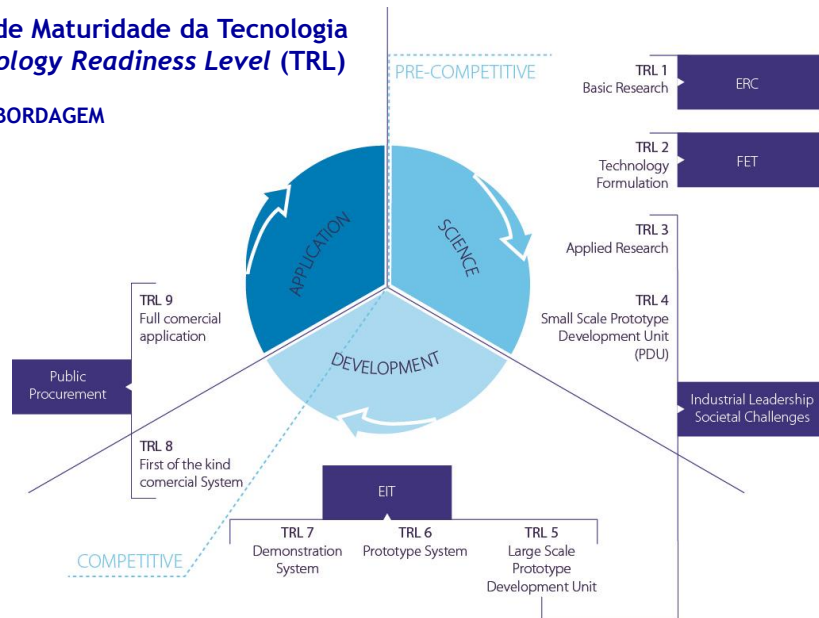 de Maturidade da Tecnologia
ology Readiness Level (TRL)
BORDAGEM
PRE-COMPETITIVE
TRL 1
Basic Research
ERC
TRL 2
Technology
Formulation
FET
TRL 3
Applied Research
TRL 4
Small Scale Prototype
Development Unit
(PDU)
Industrial Leadership
Societal Challenges
SCIENCE
APPLICATION
DEVELOPMENT
TRL 9
Full comercial
application
Public
Procurement
TRL 8
First of the kind
comercial System
EIT
TRL 7
Demonstration
System
TRL 6
Prototype System
TRL 5
Large Scale
Prototype
Development Unit
COMPETITIVE